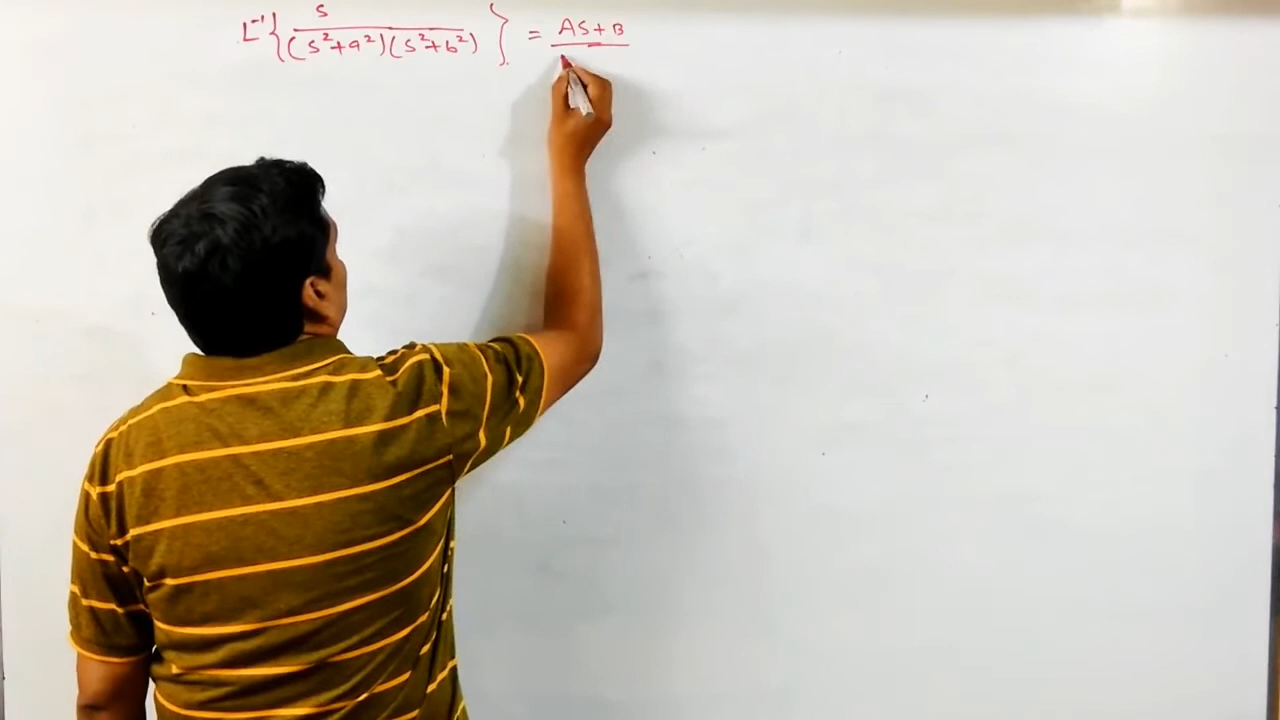 L⁻¹ { s / (s²+a²)(s²+b²) } = As+B